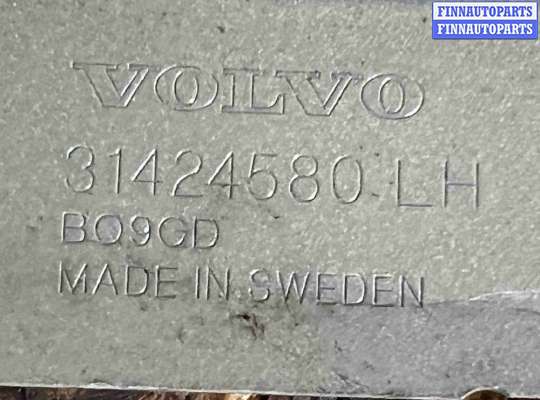 FINNAUTOPARTS
FINNAUTOPARTS
VOLVO
31424580 LH
BO9GD
MADE IN SWEDEN